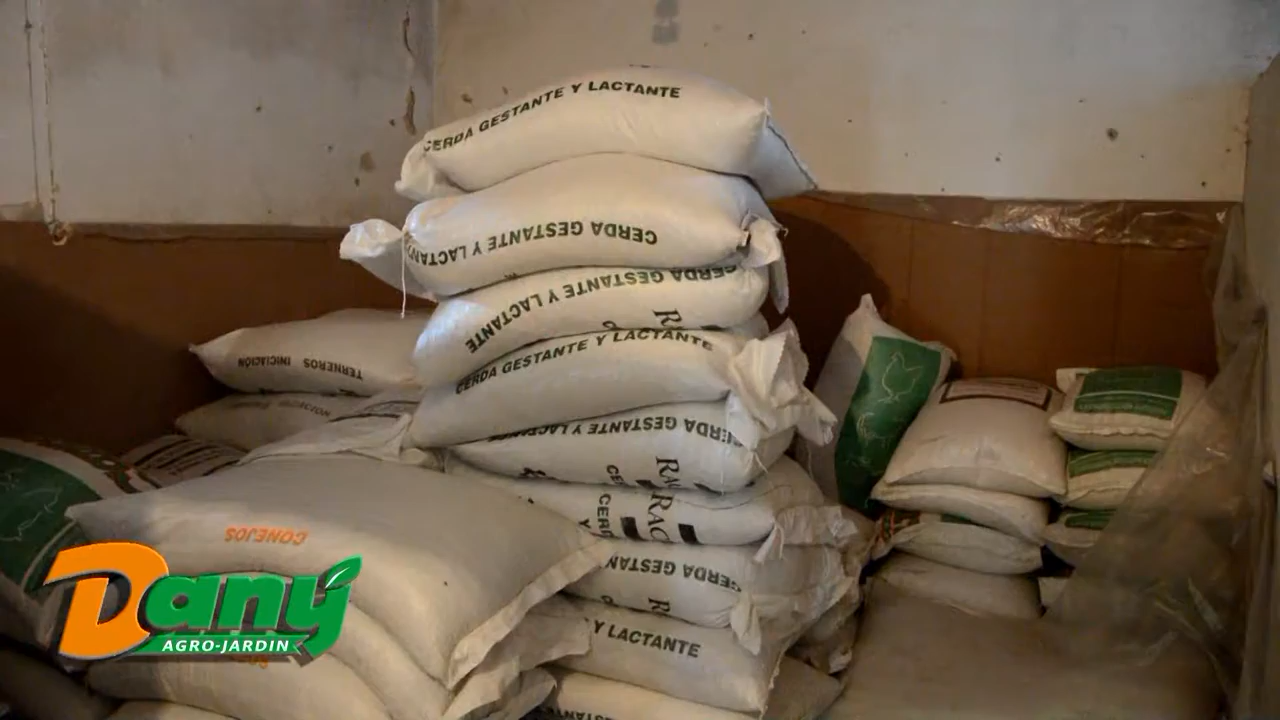 CERDA GESTANTE Y LACTANTE
CERDA GESTANTE Y LACTANTE
CERDA GESTANTE Y LACTANTE
CERDA GESTANTE Y LACTANTE
CERDA GESTANTE Y LACTANTE
TERNEROS INICIACIÓN
CERDA GESTANTE
Y LACTANTE
CONEJOS
Dany
AGRO-JARDIN